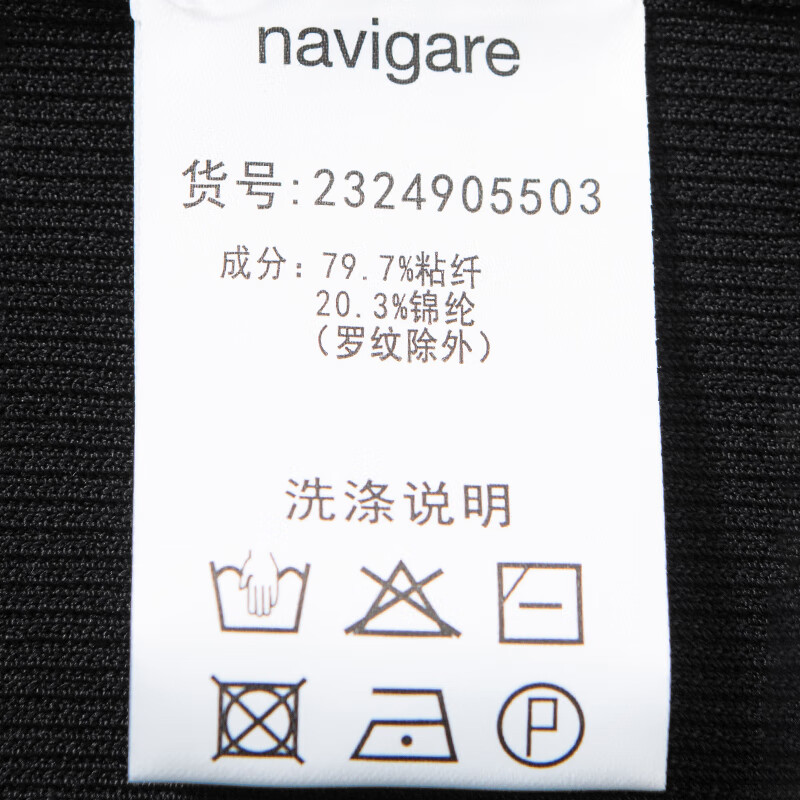 navigare
货号:2324905503
成分: 79.7%粘纤
20.3%锦纶
(罗纹除外)
洗涤说明
P